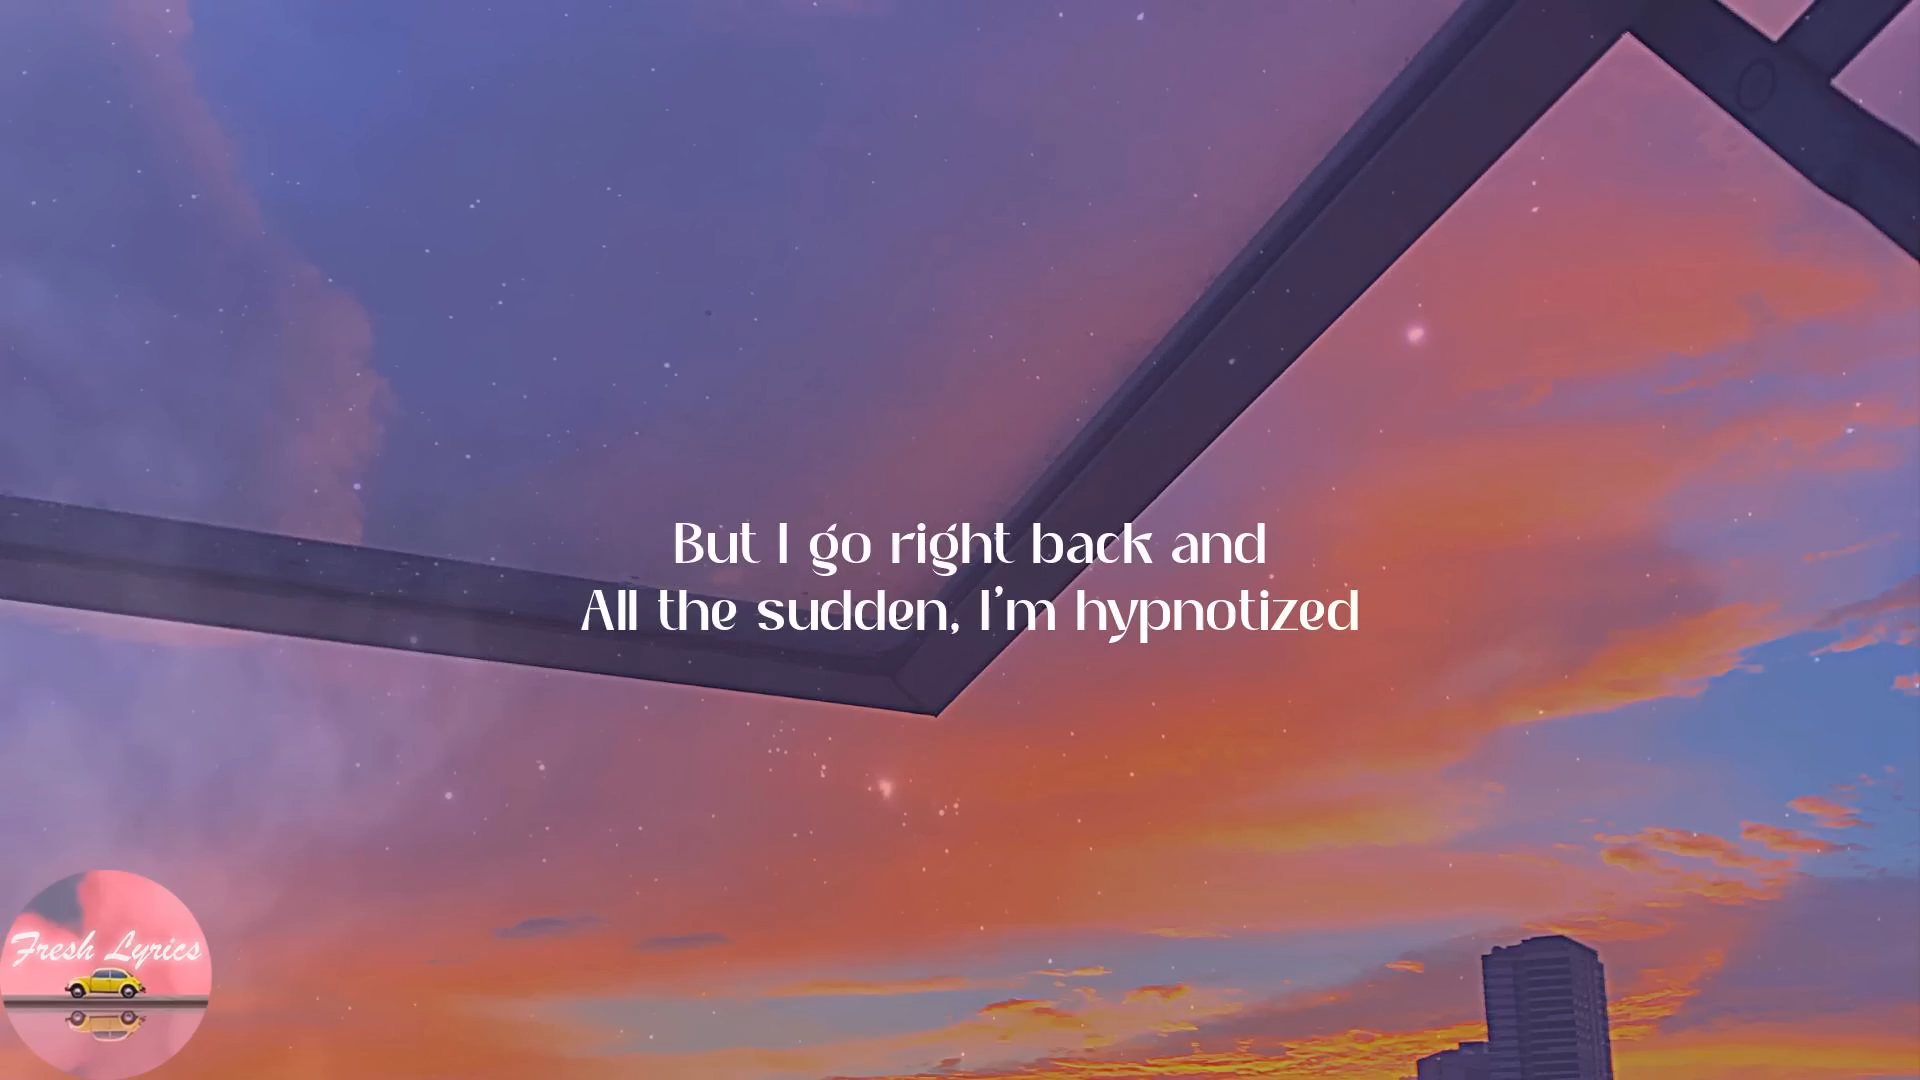 But I go right back and
All the sudden, I'm hypnotized
Fresh Lyrics